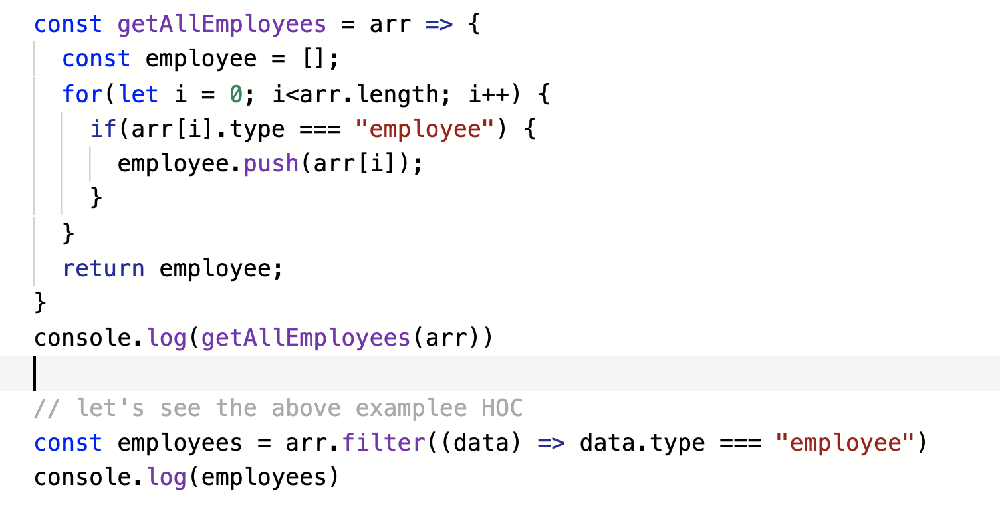 const getAllEmployees = arr => {
  const employee = [];
  for(let i = 0; i<arr.length; i++) {
    if(arr[i].type === "employee") {
      employee.push(arr[i]);
    }
  }
  return employee;
}
console.log(getAllEmployees(arr))
// let's see the above examplee HOC
const employees = arr.filter((data) => data.type === "employee")
console.log(employees)